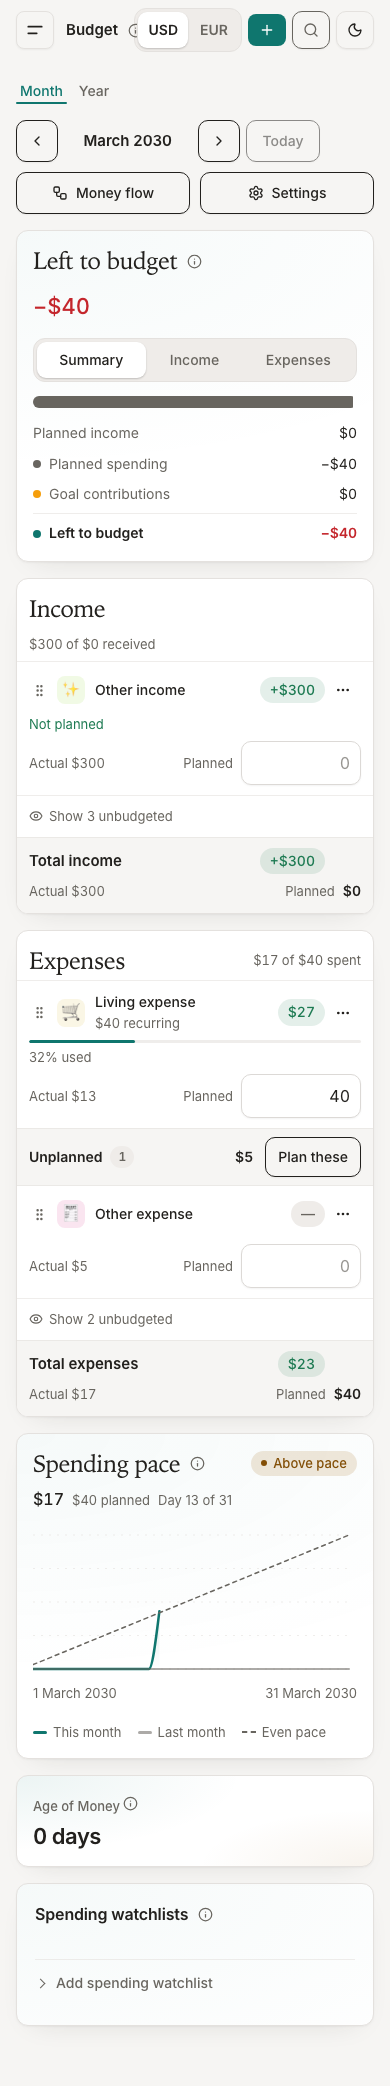 Budget USD EUR
Month Year
March 2030 Today
Money flow Settings
Left to budget
−$40
Summary Income Expenses
Planned income $0
Planned spending −$40
Goal contributions $0
Left to budget −$40
Income
$300 of $0 received
Other income +$300
Not planned
Actual $300 Planned 0
Show 3 unbudgeted
Total income +$300
Actual $300 Planned $0
Expenses $17 of $40 spent
Living expense $27
$40 recurring
32% used
Actual $13 Planned 40
Unplanned 1 $5 Plan these
Other expense —
Actual $5 Planned 0
Show 2 unbudgeted
Total expenses $23
Actual $17 Planned $40
Spending pace Above pace
$17 $40 planned Day 13 of 31
1 March 2030 31 March 2030
This month Last month Even pace
Age of Money
0 days
Spending watchlists
Add spending watchlist